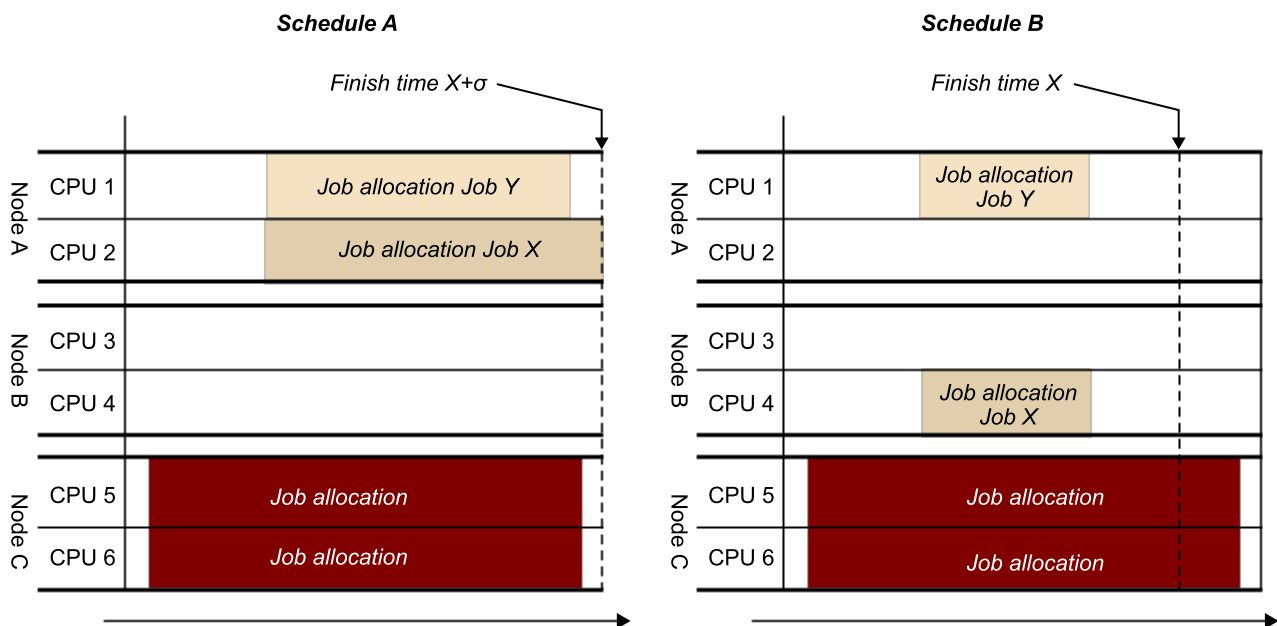 Schedule A
Finish time X+σ
Node A
CPU 1
Job allocation Job Y
CPU 2
Job allocation Job X
Node B
CPU 3
CPU 4
Node C
CPU 5
Job allocation
CPU 6
Job allocation
Schedule B
Finish time X
Node A
CPU 1
Job allocation
Job Y
CPU 2
Node B
CPU 3
CPU 4
Job allocation
Job X
Node C
CPU 5
Job allocation
CPU 6
Job allocation